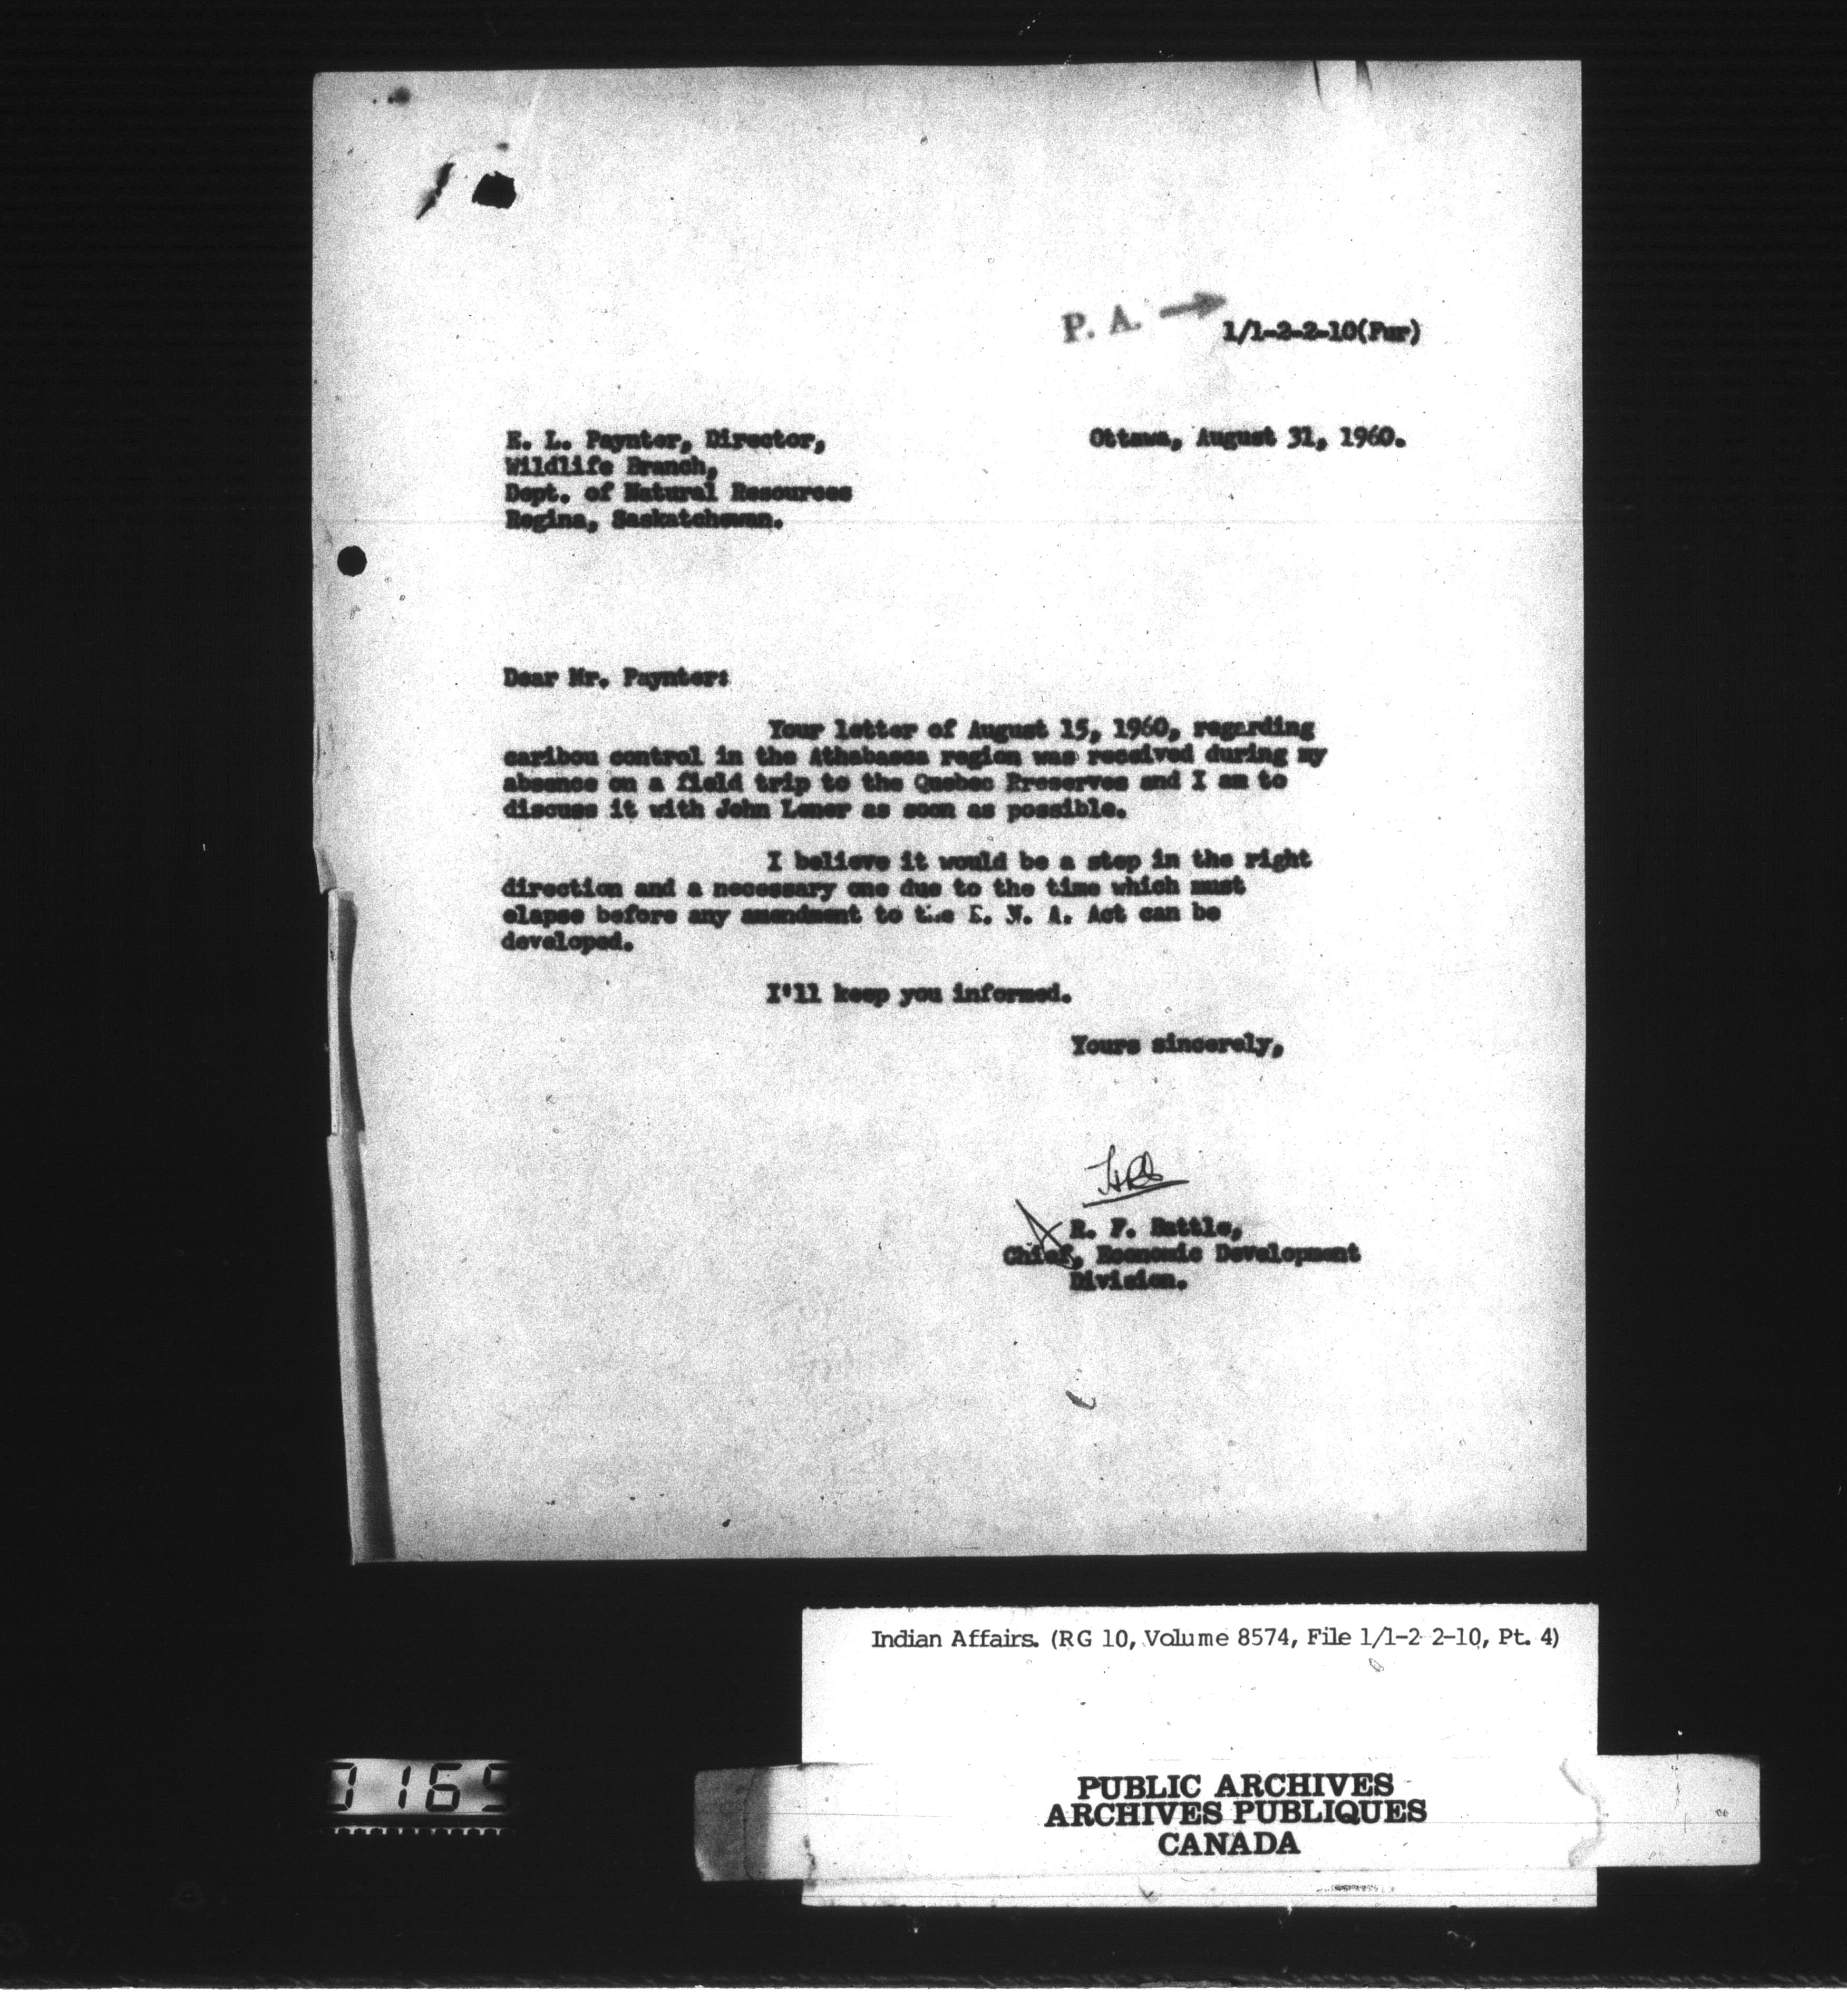 P. A.
1/1-2-2-10(Fur)
E. L. Paynter, Director,
Wildlife Branch,
Dept. of Natural Resources
Regina, Saskatchewan.
Ottawa, August 31, 1960.
Dear Mr. Paynter:
Your letter of August 15, 1960, regarding
caribou control in the Athabasca region was received during my
absence on a field trip to the Quebec Preserves and I am to
discuss it with John Lener as soon as possible.
I believe it would be a step in the right
direction and a necessary one due to the time which must
elapse before any amendment to the B. N. A. Act can be
developed.
I'll keep you informed.
Yours sincerely,
R. F. Battle,
Chief, Economic Development
Division.
Indian Affairs. (RG 10, Volume 8574, File 1/1-2 2-10, Pt. 4)
0165
PUBLIC ARCHIVES
ARCHIVES PUBLIQUES
CANADA